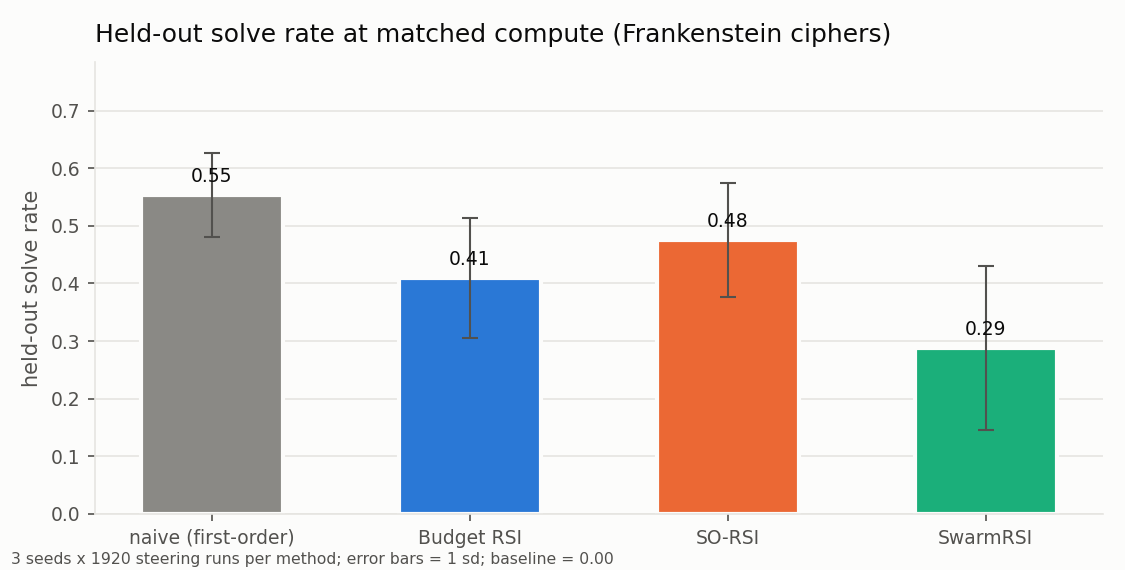 Held-out solve rate at matched compute (Frankenstein ciphers)
held-out solve rate
0.7
0.6
0.5
0.4
0.3
0.2
0.1
0.0
0.55
0.41
0.48
0.29
naive (first-order)
Budget RSI
SO-RSI
SwarmRSI
3 seeds x 1920 steering runs per method; error bars = 1 sd; baseline = 0.00